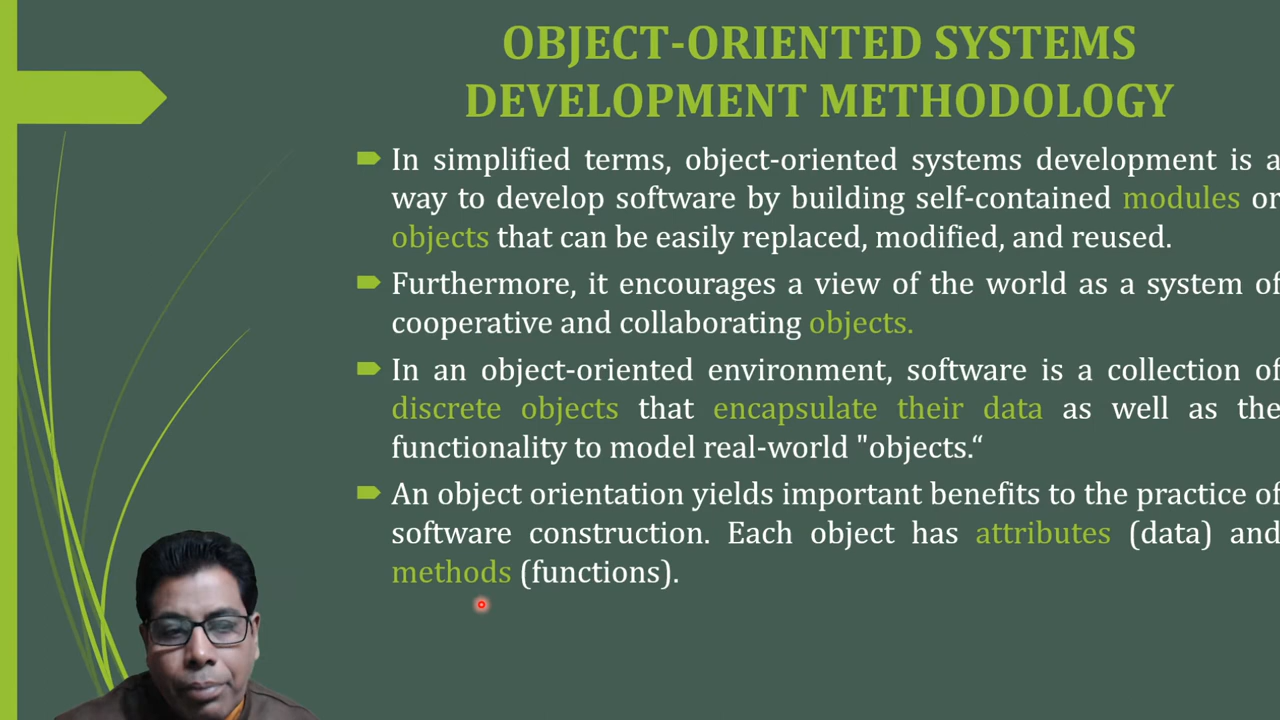 OBJECT-ORIENTED SYSTEMS
DEVELOPMENT METHODOLOGY
In simplified terms, object-oriented systems development is a
way to develop software by building self-contained modules or
objects that can be easily replaced, modified, and reused.
Furthermore, it encourages a view of the world as a system of
cooperative and collaborating objects.
In an object-oriented environment, software is a collection of
discrete objects that encapsulate their data as well as the
functionality to model real-world "objects.“
An object orientation yields important benefits to the practice of
software construction. Each object has attributes (data) and
methods (functions).